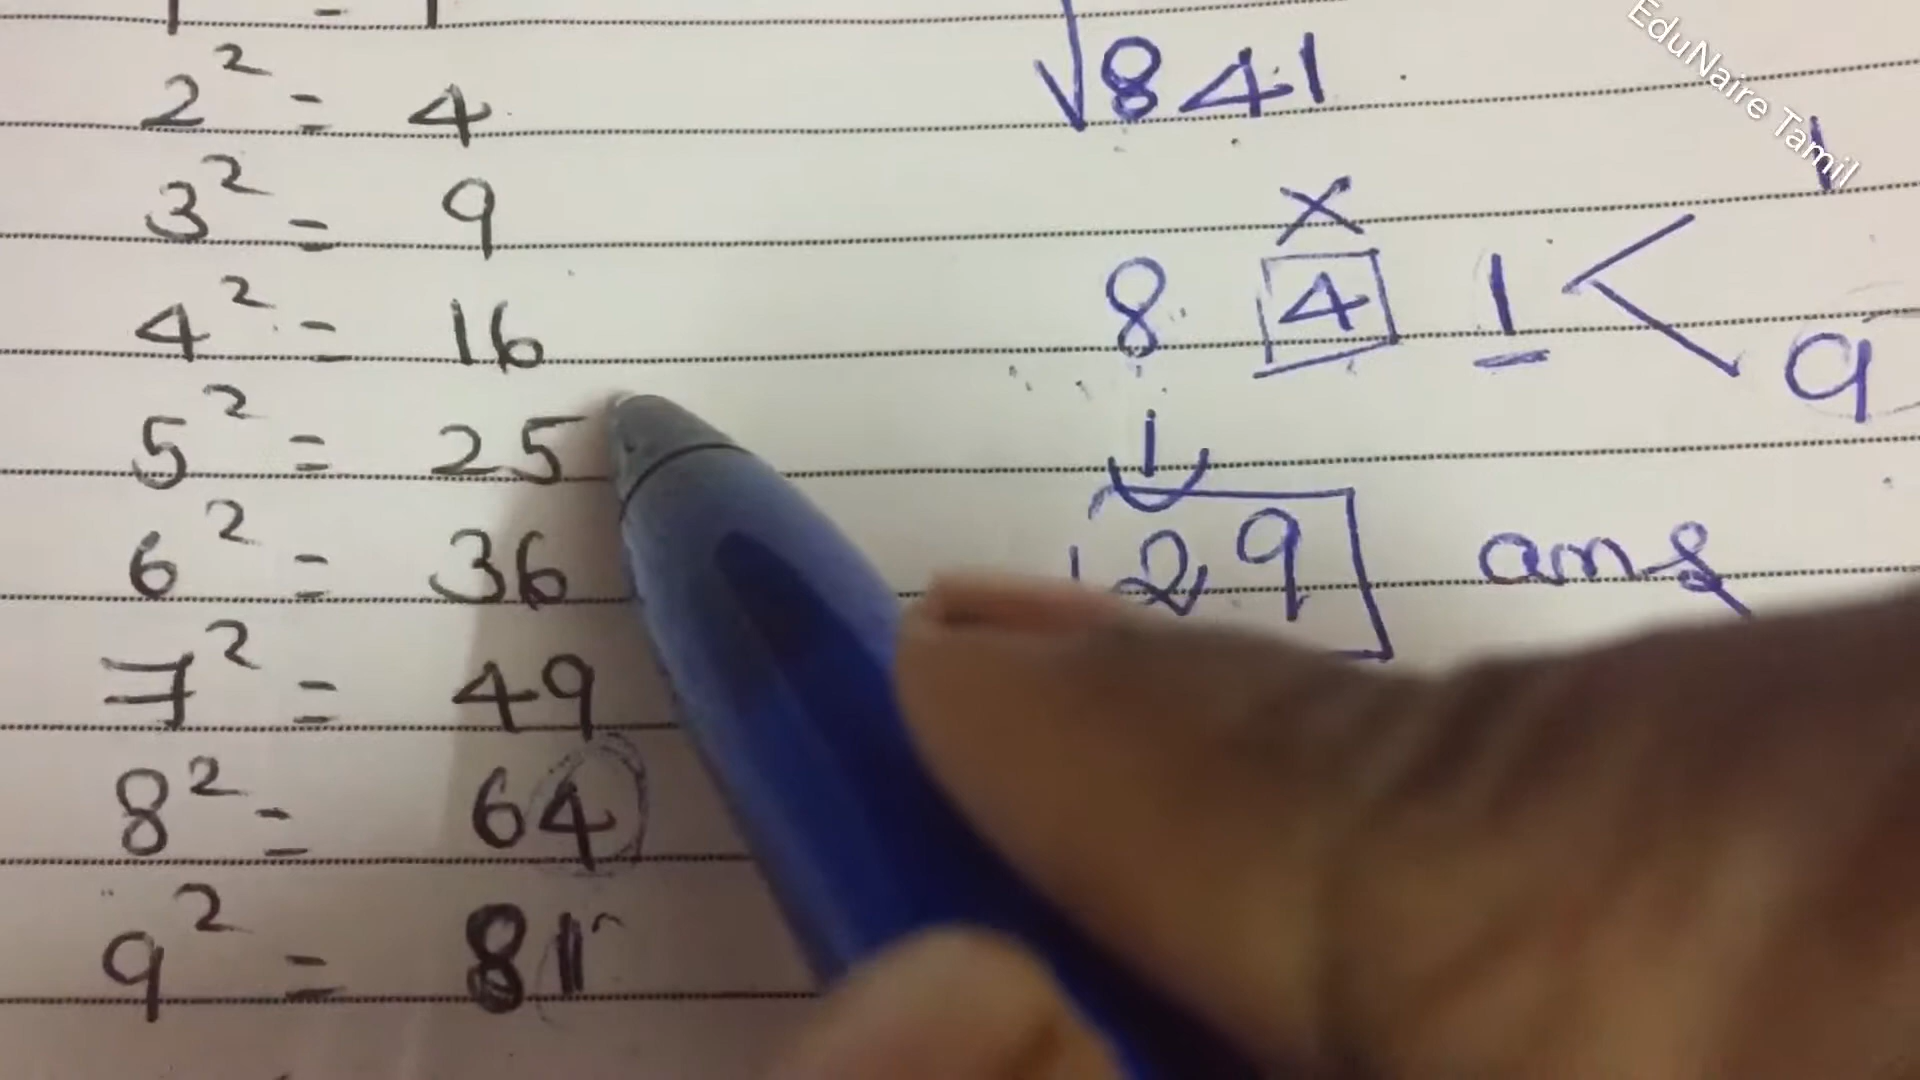 2² = 4
3² = 9
4² = 16
5² = 25
6² = 36
7² = 49
8² = 64
9² = 81
√841
×
8 4 1 < 1
9
29 ans
EduNaire Tamil